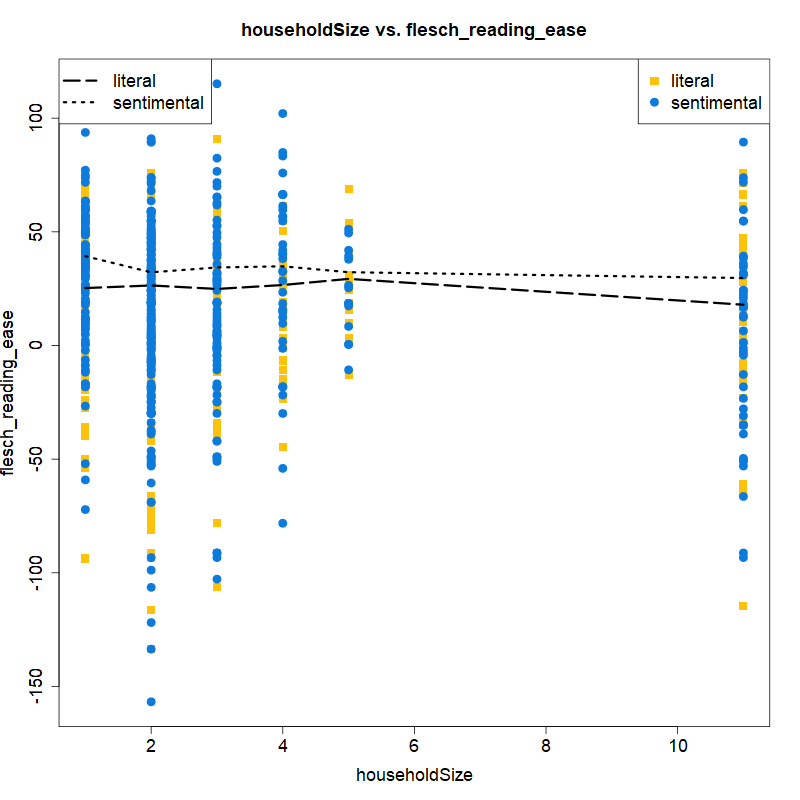 householdSize vs. flesch_reading_ease
literal
sentimental
literal
sentimental
100
50
0
-50
-100
-150
flesch_reading_ease
2
4
6
8
10
householdSize